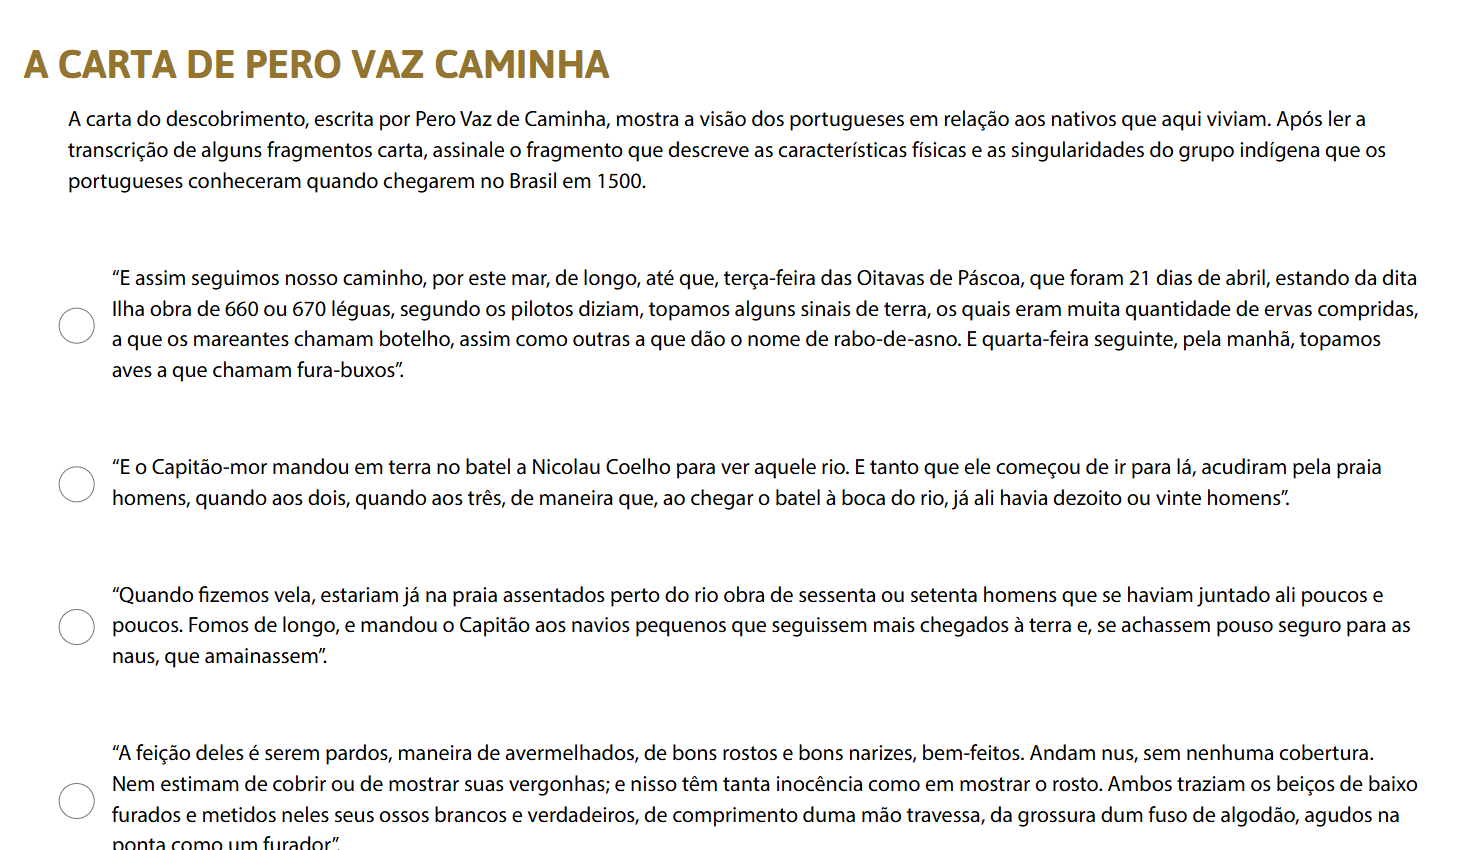 A CARTA DE PERO VAZ CAMINHA
A carta do descobrimento, escrita por Pero Vaz de Caminha, mostra a visão dos portugueses em relação aos nativos que aqui viviam. Após ler a
transcrição de alguns fragmentos carta, assinale o fragmento que descreve as características físicas e as singularidades do grupo indígena que os
portugueses conheceram quando chegarem no Brasil em 1500.
“E assim seguimos nosso caminho, por este mar, de longo, até que, terça-feira das Oitavas de Páscoa, que foram 21 dias de abril, estando da dita
Ilha obra de 660 ou 670 léguas, segundo os pilotos diziam, topamos alguns sinais de terra, os quais eram muita quantidade de ervas compridas,
a que os mareantes chamam botelho, assim como outras a que dão o nome de rabo-de-asno. E quarta-feira seguinte, pela manhã, topamos
aves a que chamam fura-buxos”.
“E o Capitão-mor mandou em terra no batel a Nicolau Coelho para ver aquele rio. E tanto que ele começou de ir para lá, acudiram pela praia
homens, quando aos dois, quando aos três, de maneira que, ao chegar o batel à boca do rio, já ali havia dezoito ou vinte homens”.
“Quando fizemos vela, estariam já na praia assentados perto do rio obra de sessenta ou setenta homens que se haviam juntado ali poucos e
poucos. Fomos de longo, e mandou o Capitão aos navios pequenos que seguissem mais chegados à terra e, se achassem pouso seguro para as
naus, que amainassem”.
“A feição deles é serem pardos, maneira de avermelhados, de bons rostos e bons narizes, bem-feitos. Andam nus, sem nenhuma cobertura.
Nem estimam de cobrir ou de mostrar suas vergonhas; e nisso têm tanta inocência como em mostrar o rosto. Ambos traziam os beiços de baixo
furados e metidos neles seus ossos brancos e verdadeiros, de comprimento duma mão travessa, da grossura dum fuso de algodão, agudos na
ponta como um furador”.